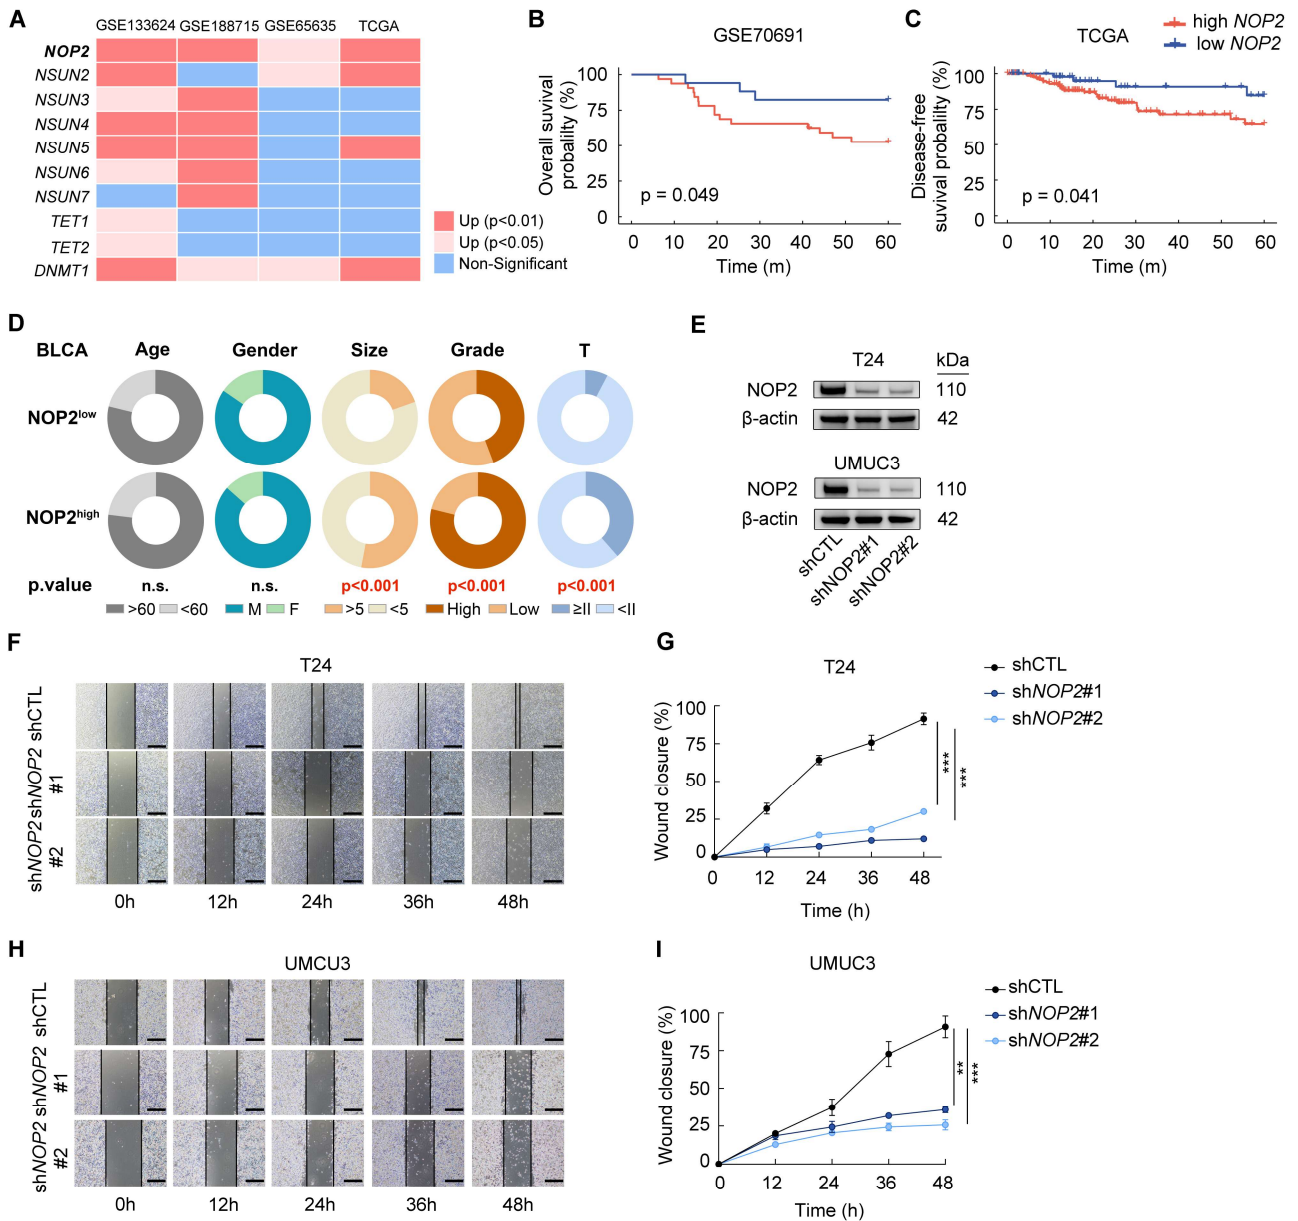 A
GSE133624 GSE188715 GSE65635 TCGA
NOP2
NSUN2
NSUN3
NSUN4
NSUN5
NSUN6
NSUN7
TET1
TET2
DNMT1
Up (p<0.01)
Up (p<0.05)
Non-Significant
B
GSE70691
Overall survival
probalility (%)
100
75
50
25
0
p = 0.049
0 10 20 30 40 50 60
Time (m)
C
TCGA
high NOP2
low NOP2
Disease-free
suvival probaliity (%)
100
75
50
25
0
p = 0.041
0 10 20 30 40 50 60
Time (m)
D
BLCA Age Gender Size Grade T
NOP2low
NOP2high
p.value n.s. n.s. p<0.001 p<0.001 p<0.001
>60 <60 M F >5 <5 High Low ≥II <II
E
T24 kDa
NOP2 110
β-actin 42
UMUC3
NOP2 110
β-actin 42
shCTL
shNOP2#1
shNOP2#2
F
T24
shCTL
shNOP2
#1
shNOP2
#2
0h 12h 24h 36h 48h
G
T24
shCTL
shNOP2#1
shNOP2#2
Wound closure (%)
100
75
50
25
0
***
***
0 12 24 36 48
Time (h)
H
UMCU3
shCTL
shNOP2
#1
shNOP2
#2
0h 12h 24h 36h 48h
I
UMUC3
shCTL
shNOP2#1
shNOP2#2
Wound closure (%)
100
75
50
25
0
**
***
0 12 24 36 48
Time (h)